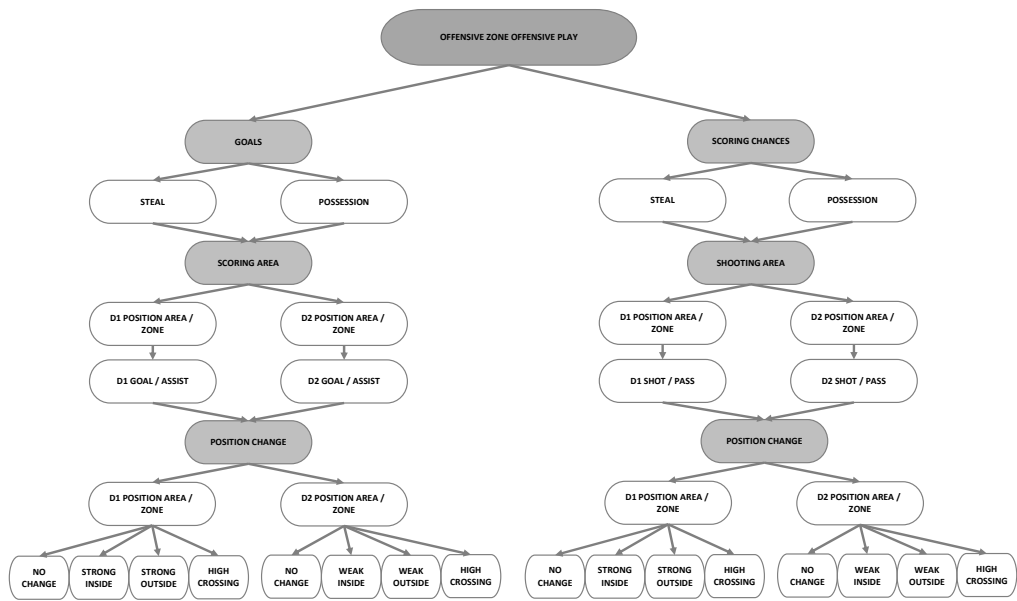 OFFENSIVE ZONE OFFENSIVE PLAY
GOALS
SCORING CHANCES
STEAL
POSSESSION
STEAL
POSSESSION
SCORING AREA
SHOOTING AREA
D1 POSITION AREA /
ZONE
D2 POSITION AREA /
ZONE
D1 POSITION AREA /
ZONE
D2 POSITION AREA /
ZONE
D1 GOAL / ASSIST
D2 GOAL / ASSIST
D1 SHOT / PASS
D2 SHOT / PASS
POSITION CHANGE
POSITION CHANGE
D1 POSITION AREA /
ZONE
D2 POSITION AREA /
ZONE
D1 POSITION AREA /
ZONE
D2 POSITION AREA /
ZONE
NO
CHANGE
STRONG
INSIDE
STRONG
OUTSIDE
HIGH
CROSSING
NO
CHANGE
WEAK
INSIDE
WEAK
OUTSIDE
HIGH
CROSSING
NO
CHANGE
STRONG
INSIDE
STRONG
OUTSIDE
HIGH
CROSSING
NO
CHANGE
WEAK
INSIDE
WEAK
OUTSIDE
HIGH
CROSSING